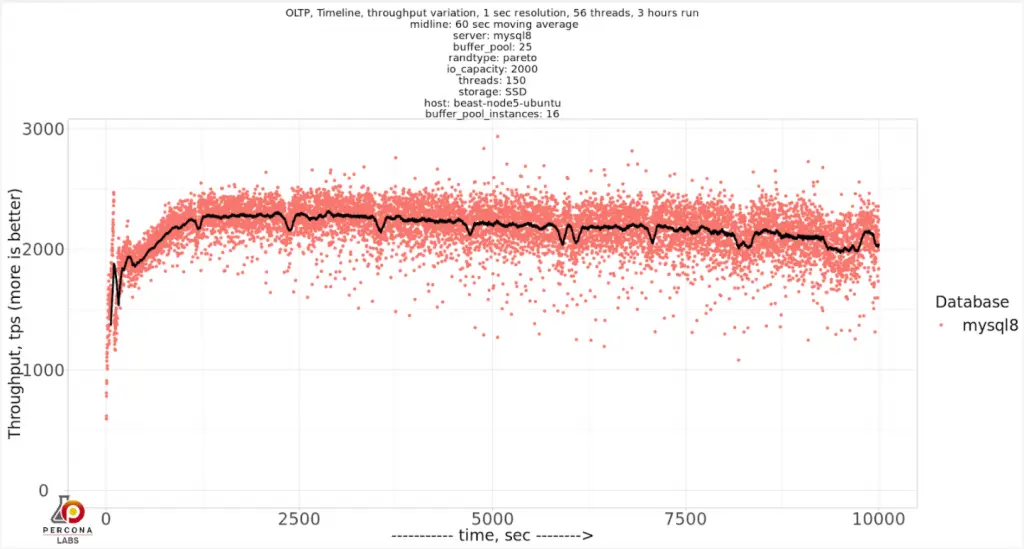 OLTP, Timeline, throughput variation, 1 sec resolution, 56 threads, 3 hours run
midline: 60 sec moving average
server: mysql8
buffer_pool: 25
randtype: pareto
io_capacity: 2000
threads: 150
storage: SSD
host: beast-node5-ubuntu
buffer_pool_instances: 16
Throughput, tps (more is better)
3000
2000
1000
0
Database
mysql8
0 2500 5000 7500 10000
----------- time, sec -------->
PERCONA
LABS